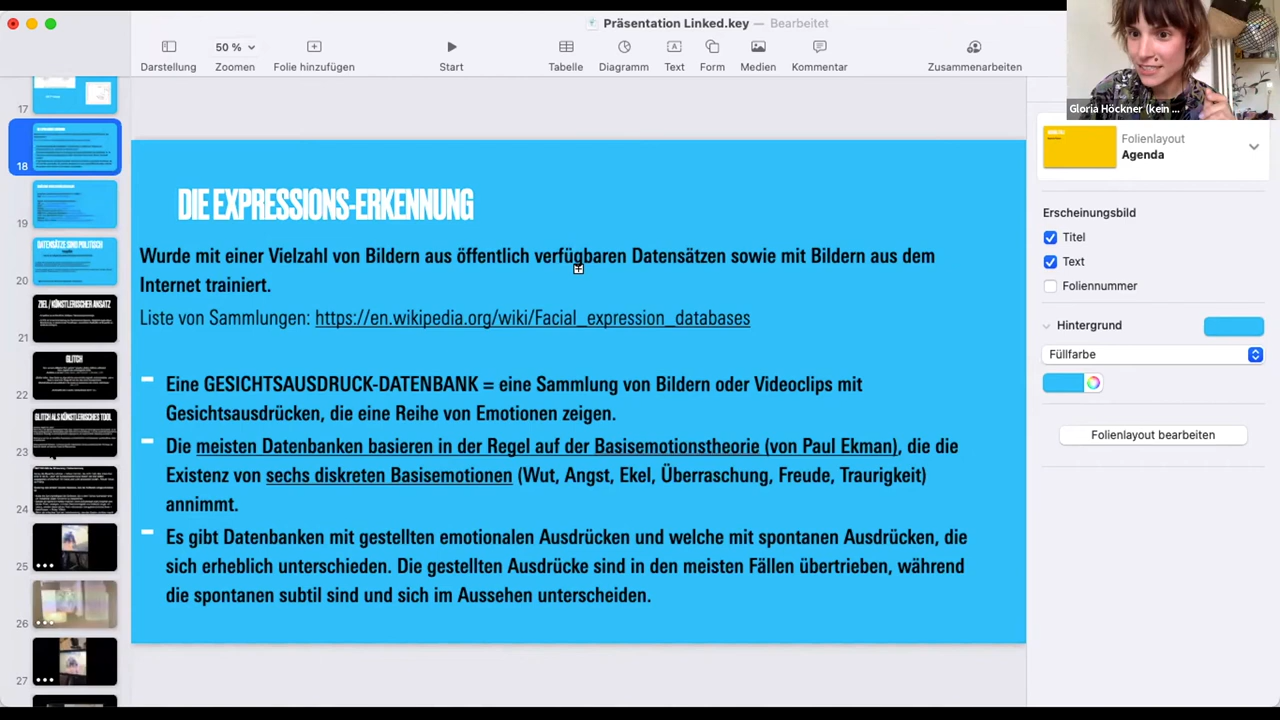 Präsentation Linked.key — Bearbeitet
50 %
Darstellung
Zoomen
Folie hinzufügen
Start
Tabelle
Diagramm
Text
Form
Medien
Kommentar
Zusammenarbeiten
Gloria Höckner (kein ...
17
18
19
20
DATENSÄTZE SIND POLITISCH
21
ZIEL / KÜNSTLERISCHER ANSATZ
22
GLITCH
23
GLITCH ALS KÜNSTLERISCHES TOOL
24
25
26
27
DIE EXPRESSIONS-ERKENNUNG
Wurde mit einer Vielzahl von Bildern aus öffentlich verfügbaren Datensätzen sowie mit Bildern aus dem
Internet trainiert.
Liste von Sammlungen: https://en.wikipedia.org/wiki/Facial_expression_databases
Eine GESICHTSAUSDRUCK-DATENBANK = eine Sammlung von Bildern oder Videoclips mit
Gesichtsausdrücken, die eine Reihe von Emotionen zeigen.
Die meisten Datenbanken basieren in der Regel auf der Basisemotionstheorie (von Paul Ekman), die die
Existenz von sechs diskreten Basisemotionen (Wut, Angst, Ekel, Überraschung, Freude, Traurigkeit)
annimmt.
Es gibt Datenbanken mit gestellten emotionalen Ausdrücken und welche mit spontanen Ausdrücken, die
sich erheblich unterschieden. Die gestellten Ausdrücke sind in den meisten Fällen übertrieben, während
die spontanen subtil sind und sich im Aussehen unterscheiden.
Folienlayout
Agenda
Erscheinungsbild
Titel
Text
Foliennummer
Hintergrund
Füllfarbe
Folienlayout bearbeiten